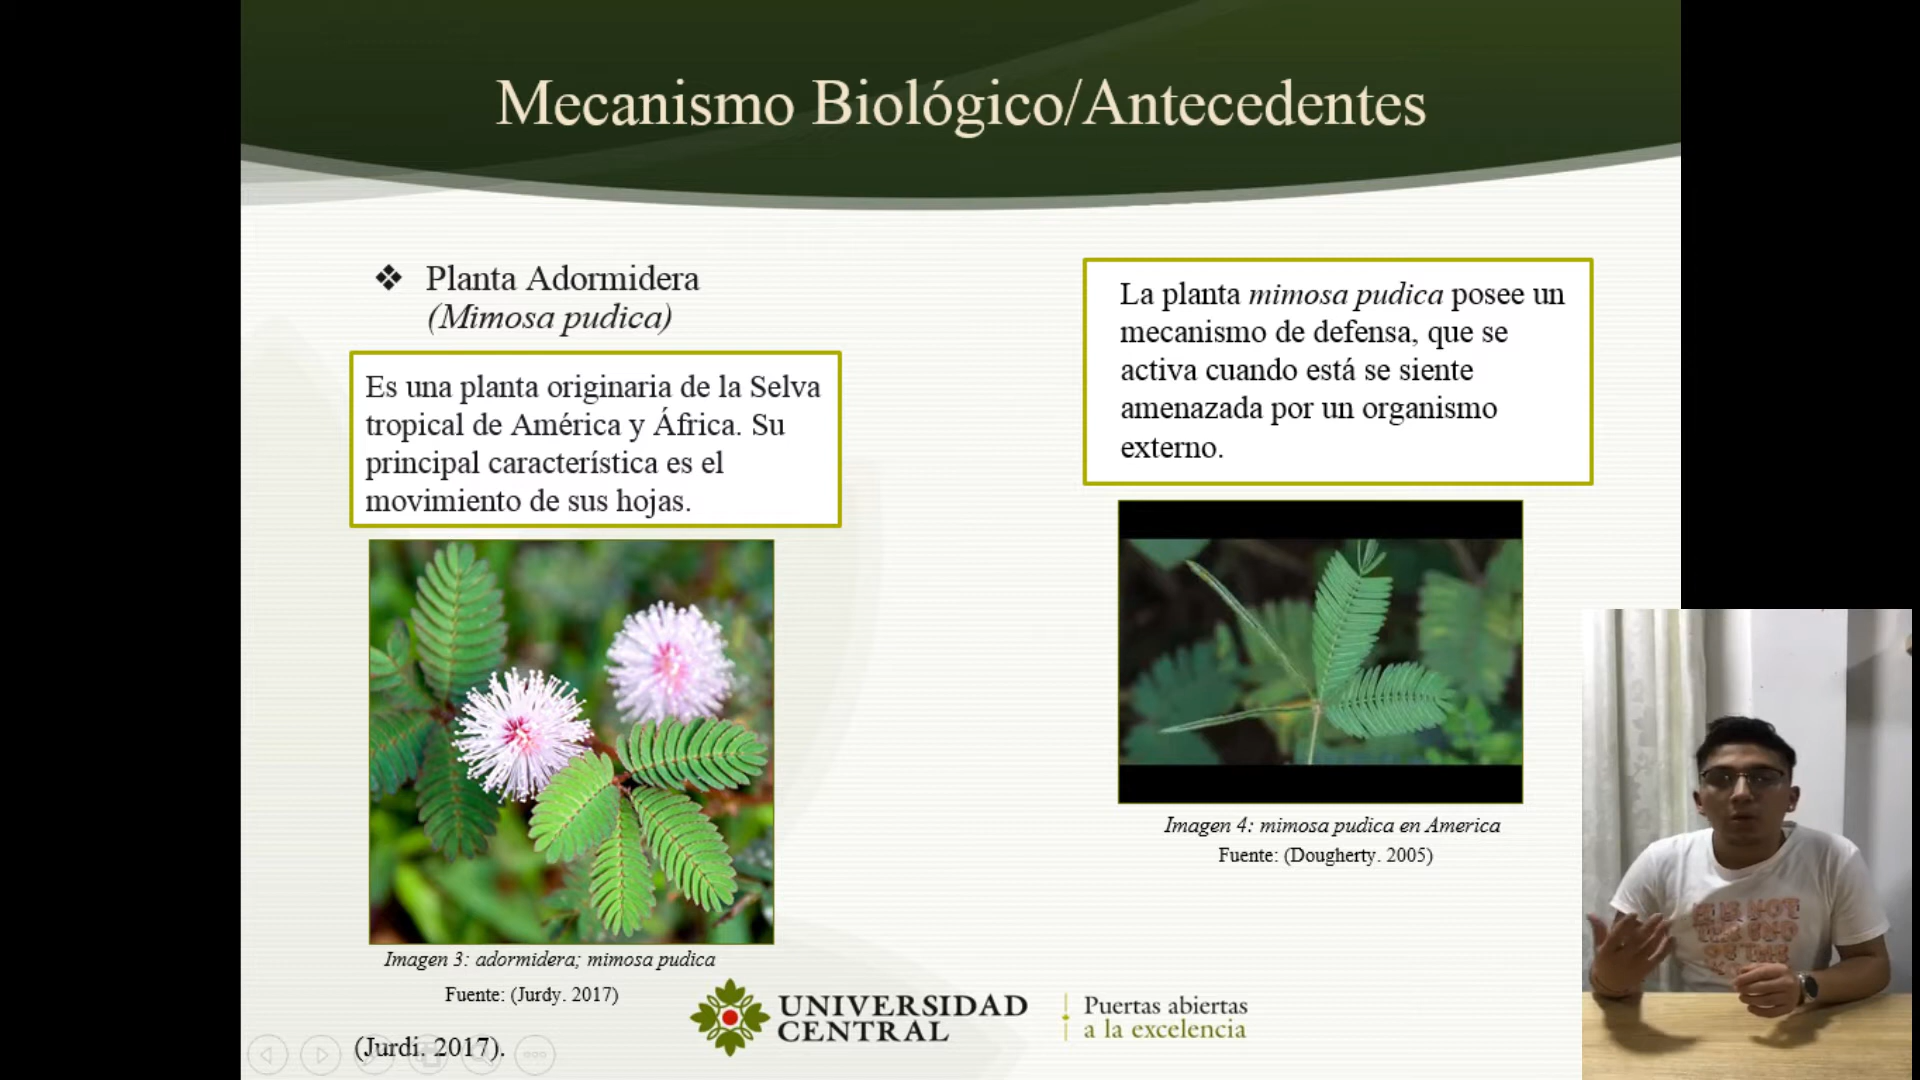 Mecanismo Biológico/Antecedentes
❖ Planta Adormidera
(Mimosa pudica)
Es una planta originaria de la Selva
tropical de América y África. Su
principal característica es el
movimiento de sus hojas.
Imagen 3: adormidera; mimosa pudica
Fuente: (Jurdy. 2017)
(Jurdi. 2017).
La planta mimosa pudica posee un
mecanismo de defensa, que se
activa cuando está se siente
amenazada por un organismo
externo.
Imagen 4: mimosa pudica en America
Fuente: (Dougherty. 2005)
UNIVERSIDAD
CENTRAL
Puertas abiertas
a la excelencia